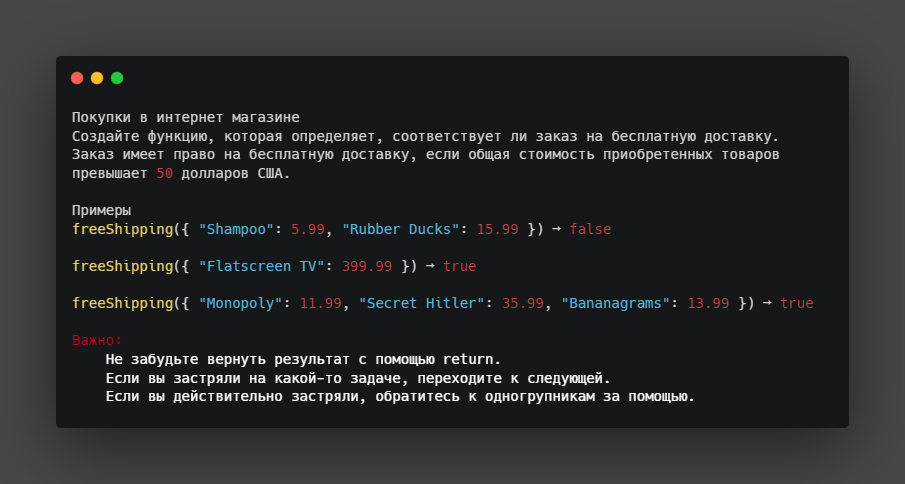 Покупки в интернет магазине
Создайте функцию, которая определяет, соответствует ли заказ на бесплатную доставку.
Заказ имеет право на бесплатную доставку, если общая стоимость приобретенных товаров
превышает 50 долларов США.
Примеры
freeShipping({ "Shampoo": 5.99, "Rubber Ducks": 15.99 }) → false
freeShipping({ "Flatscreen TV": 399.99 }) → true
freeShipping({ "Monopoly": 11.99, "Secret Hitler": 35.99, "Bananagrams": 13.99 }) → true
Важно:
Не забудьте вернуть результат с помощью return.
Если вы застряли на какой-то задаче, переходите к следующей.
Если вы действительно застряли, обратитесь к одногрупникам за помощью.